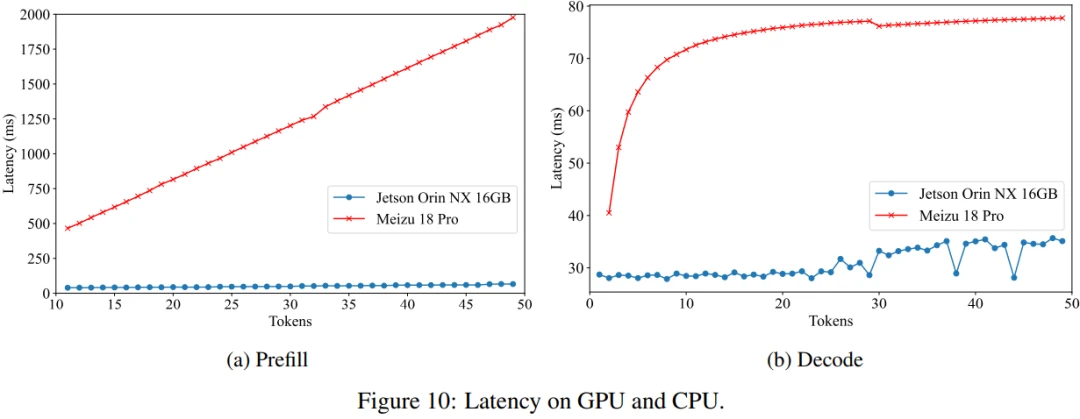 2000
1750
1500
1250
1000
750
500
250
0
Latency (ms)
Jetson Orin NX 16GB
Meizu 18 Pro
10 15 20 25 30 35 40 45 50
Tokens
(a) Prefill
80
70
60
50
40
30
Latency (ms)
Jetson Orin NX 16GB
Meizu 18 Pro
0 10 20 30 40 50
Tokens
(b) Decode
Figure 10: Latency on GPU and CPU.